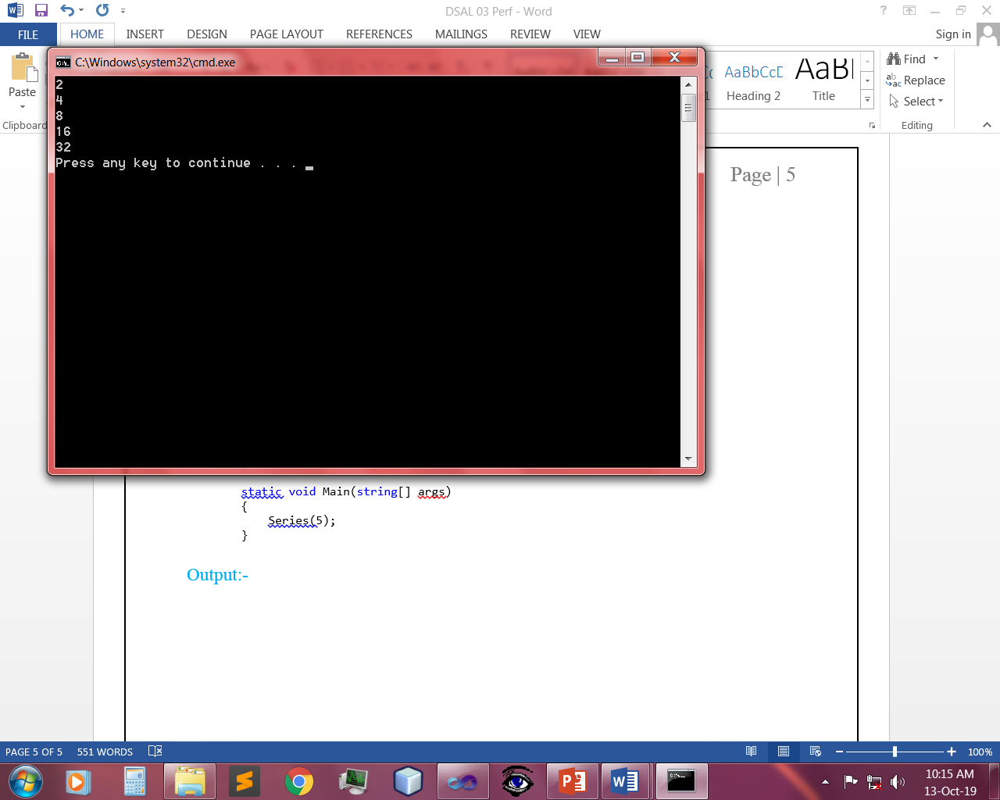 DSAL 03 Perf - Word
FILE HOME INSERT DESIGN PAGE LAYOUT REFERENCES MAILINGS REVIEW VIEW Sign in
Paste
Clipboard
C:\Windows\system32\cmd.exe
AaBbCcD AaB
1 Heading 2 Title
Find
Replace
Select
Editing
2
4
8
16
32
Press any key to continue . . .
Page | 5
static void Main(string[] args)
{
Series(5);
}
Output:-
PAGE 5 OF 5 551 WORDS 100%
10:15 AM
13-Oct-19